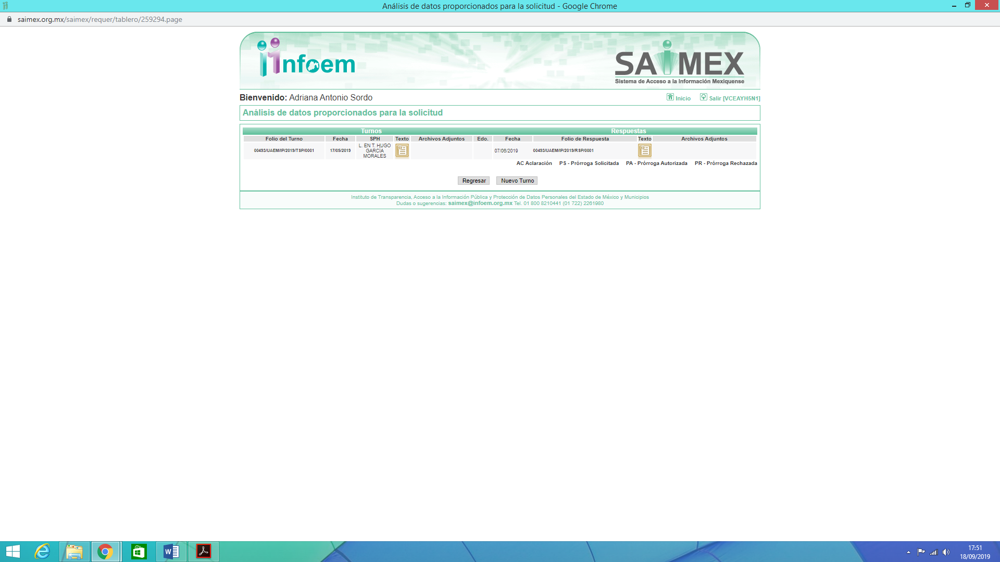 Análisis de datos proporcionados para la solicitud - Google Chrome
saimex.org.mx/saimex/requer/tablero/259294.page
infoem
SAIMEX
Sistema de Acceso a la Información Mexiquense
Bienvenido: Adriana Antonio Sordo
Inicio Salir [VCEAYH5N1]
Análisis de datos proporcionados para la solicitud
Turnos Respuestas
Folio del Turno Fecha SPH Texto Archivos Adjuntos Edo. Fecha Folio de Respuesta Texto Archivos Adjuntos
00493/UAEM/IP/2019/TSP/0001 17/05/2019 L. EN T. HUGO GARCÍA MORALES 07/06/2019 00493/UAEM/IP/2019/RSP/0001
AC Aclaración PS - Prórroga Solicitada PA - Prórroga Autorizada PR - Prórroga Rechazada
Regresar Nuevo Turno
Instituto de Transparencia, Acceso a la Información Pública y Protección de Datos Personales del Estado de México y Municipios
Dudas o sugerencias: saimex@infoem.org.mx Tel. 01 800 8210441 (01 722) 2261980
17:51
18/09/2019